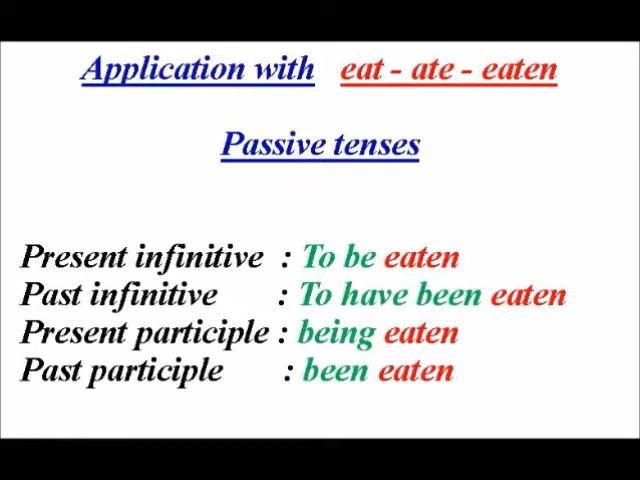 Application with eat - ate - eaten
Passive tenses
Present infinitive : To be eaten
Past infinitive : To have been eaten
Present participle : being eaten
Past participle : been eaten